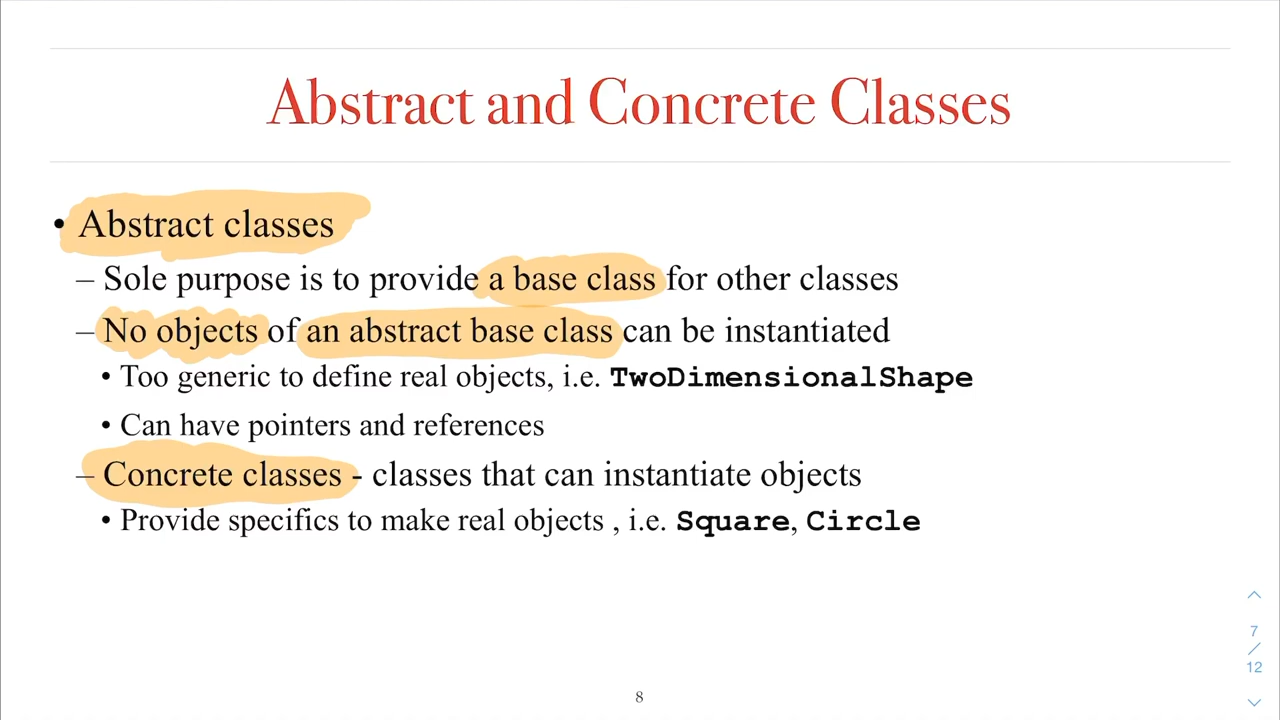 Abstract and Concrete Classes
• Abstract classes
– Sole purpose is to provide a base class for other classes
– No objects of an abstract base class can be instantiated
• Too generic to define real objects, i.e. TwoDimensionalShape
• Can have pointers and references
– Concrete classes - classes that can instantiate objects
• Provide specifics to make real objects , i.e. Square, Circle
7
/
12
8